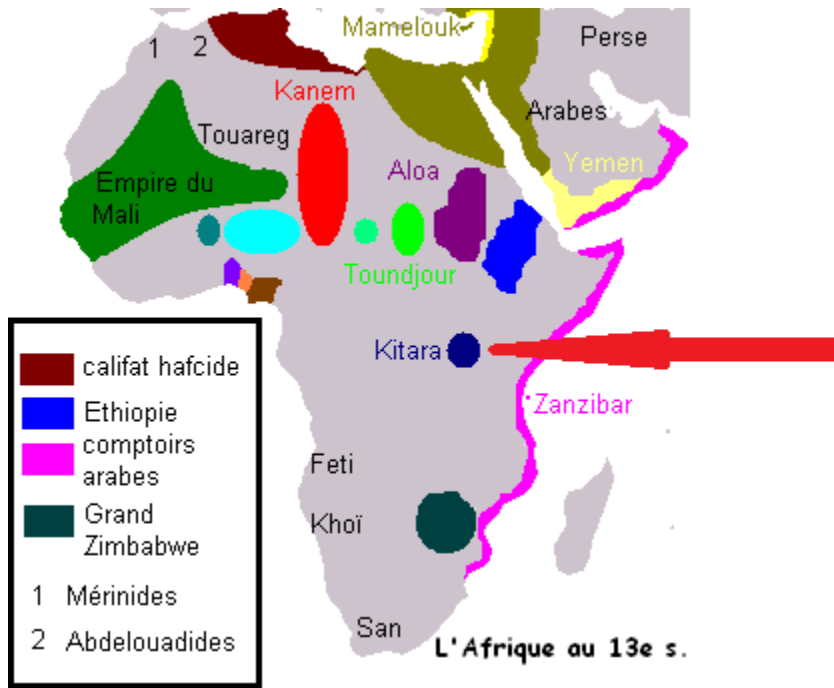 Mamelouk
Perse
1
2
Kanem
Arabes
Touareg
Yemen
Aloa
Empire du
Mali
Toundjour
Kitara
califat hafcide
Zanzibar
Ethiopie
comptoirs
arabes
Feti
Grand
Zimbabwe
Khoï
1 Mérinides
2 Abdelouadides
San
L'Afrique au 13e s.